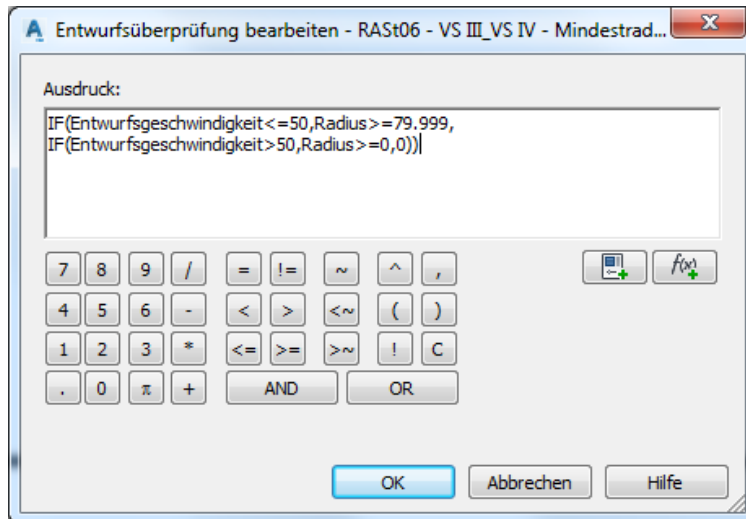 Entwurfsüberprüfung bearbeiten - RASt06 - VS III_VS IV - Mindestrad...
Ausdruck:
IF(Entwurfsgeschwindigkeit<=50,Radius>=79.999,
IF(Entwurfsgeschwindigkeit>50,Radius>=0,0))
7 8 9 / = != ~ ^ , f(x)
4 5 6 - < > <~ ( )
1 2 3 * <= >= >~ ! C
. 0 π + AND OR
OK Abbrechen Hilfe